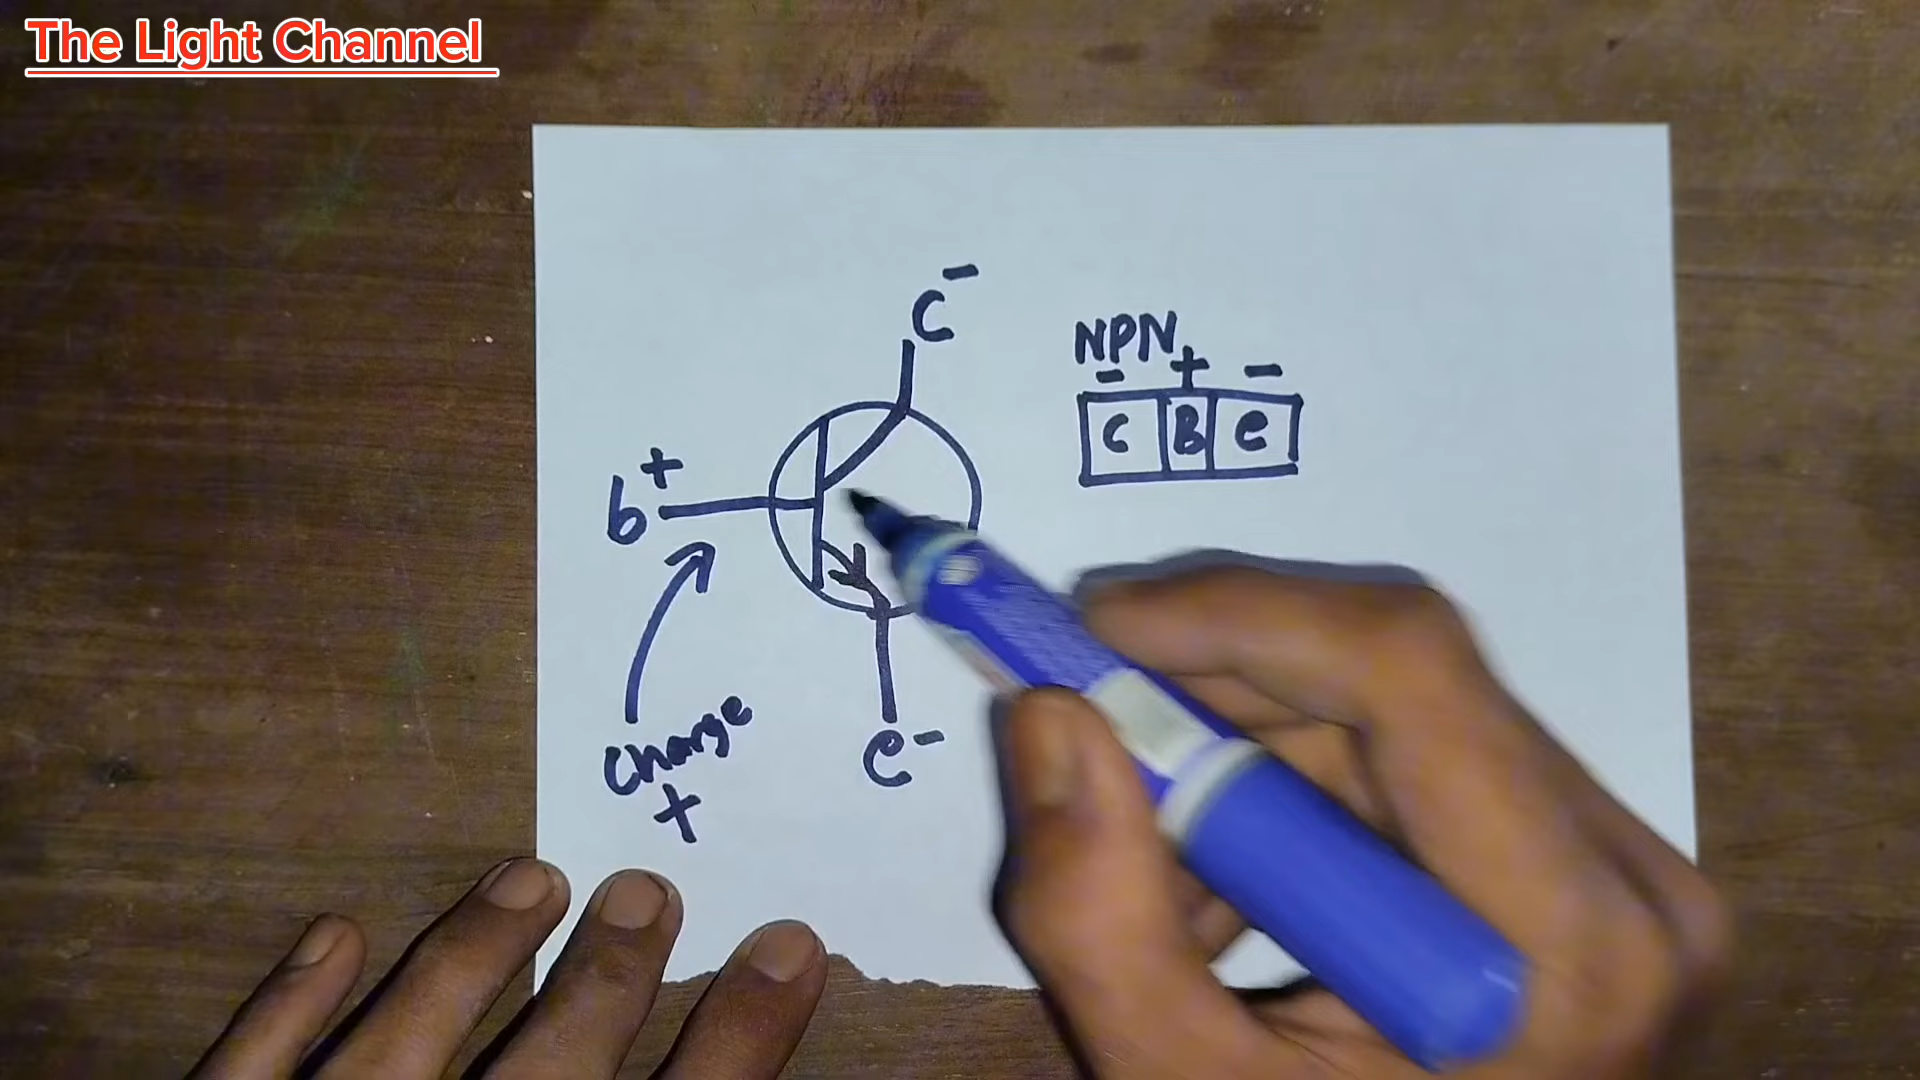 The Light Channel
C-
NPN
- + -
C B e
b+
charge
+
e-